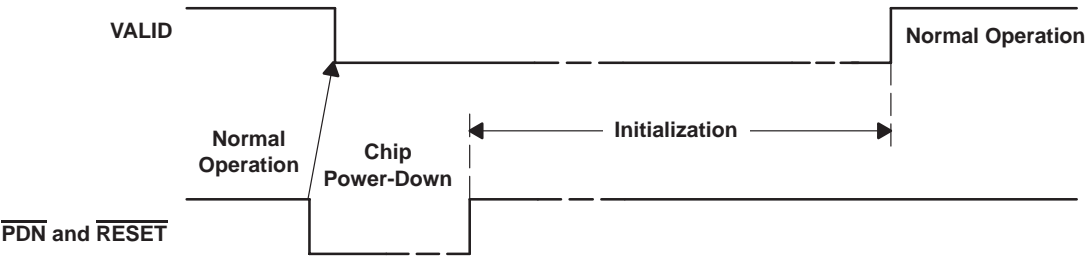 VALID
Normal Operation
Initialization
Normal
Operation
Chip
Power-Down
PDN and RESET